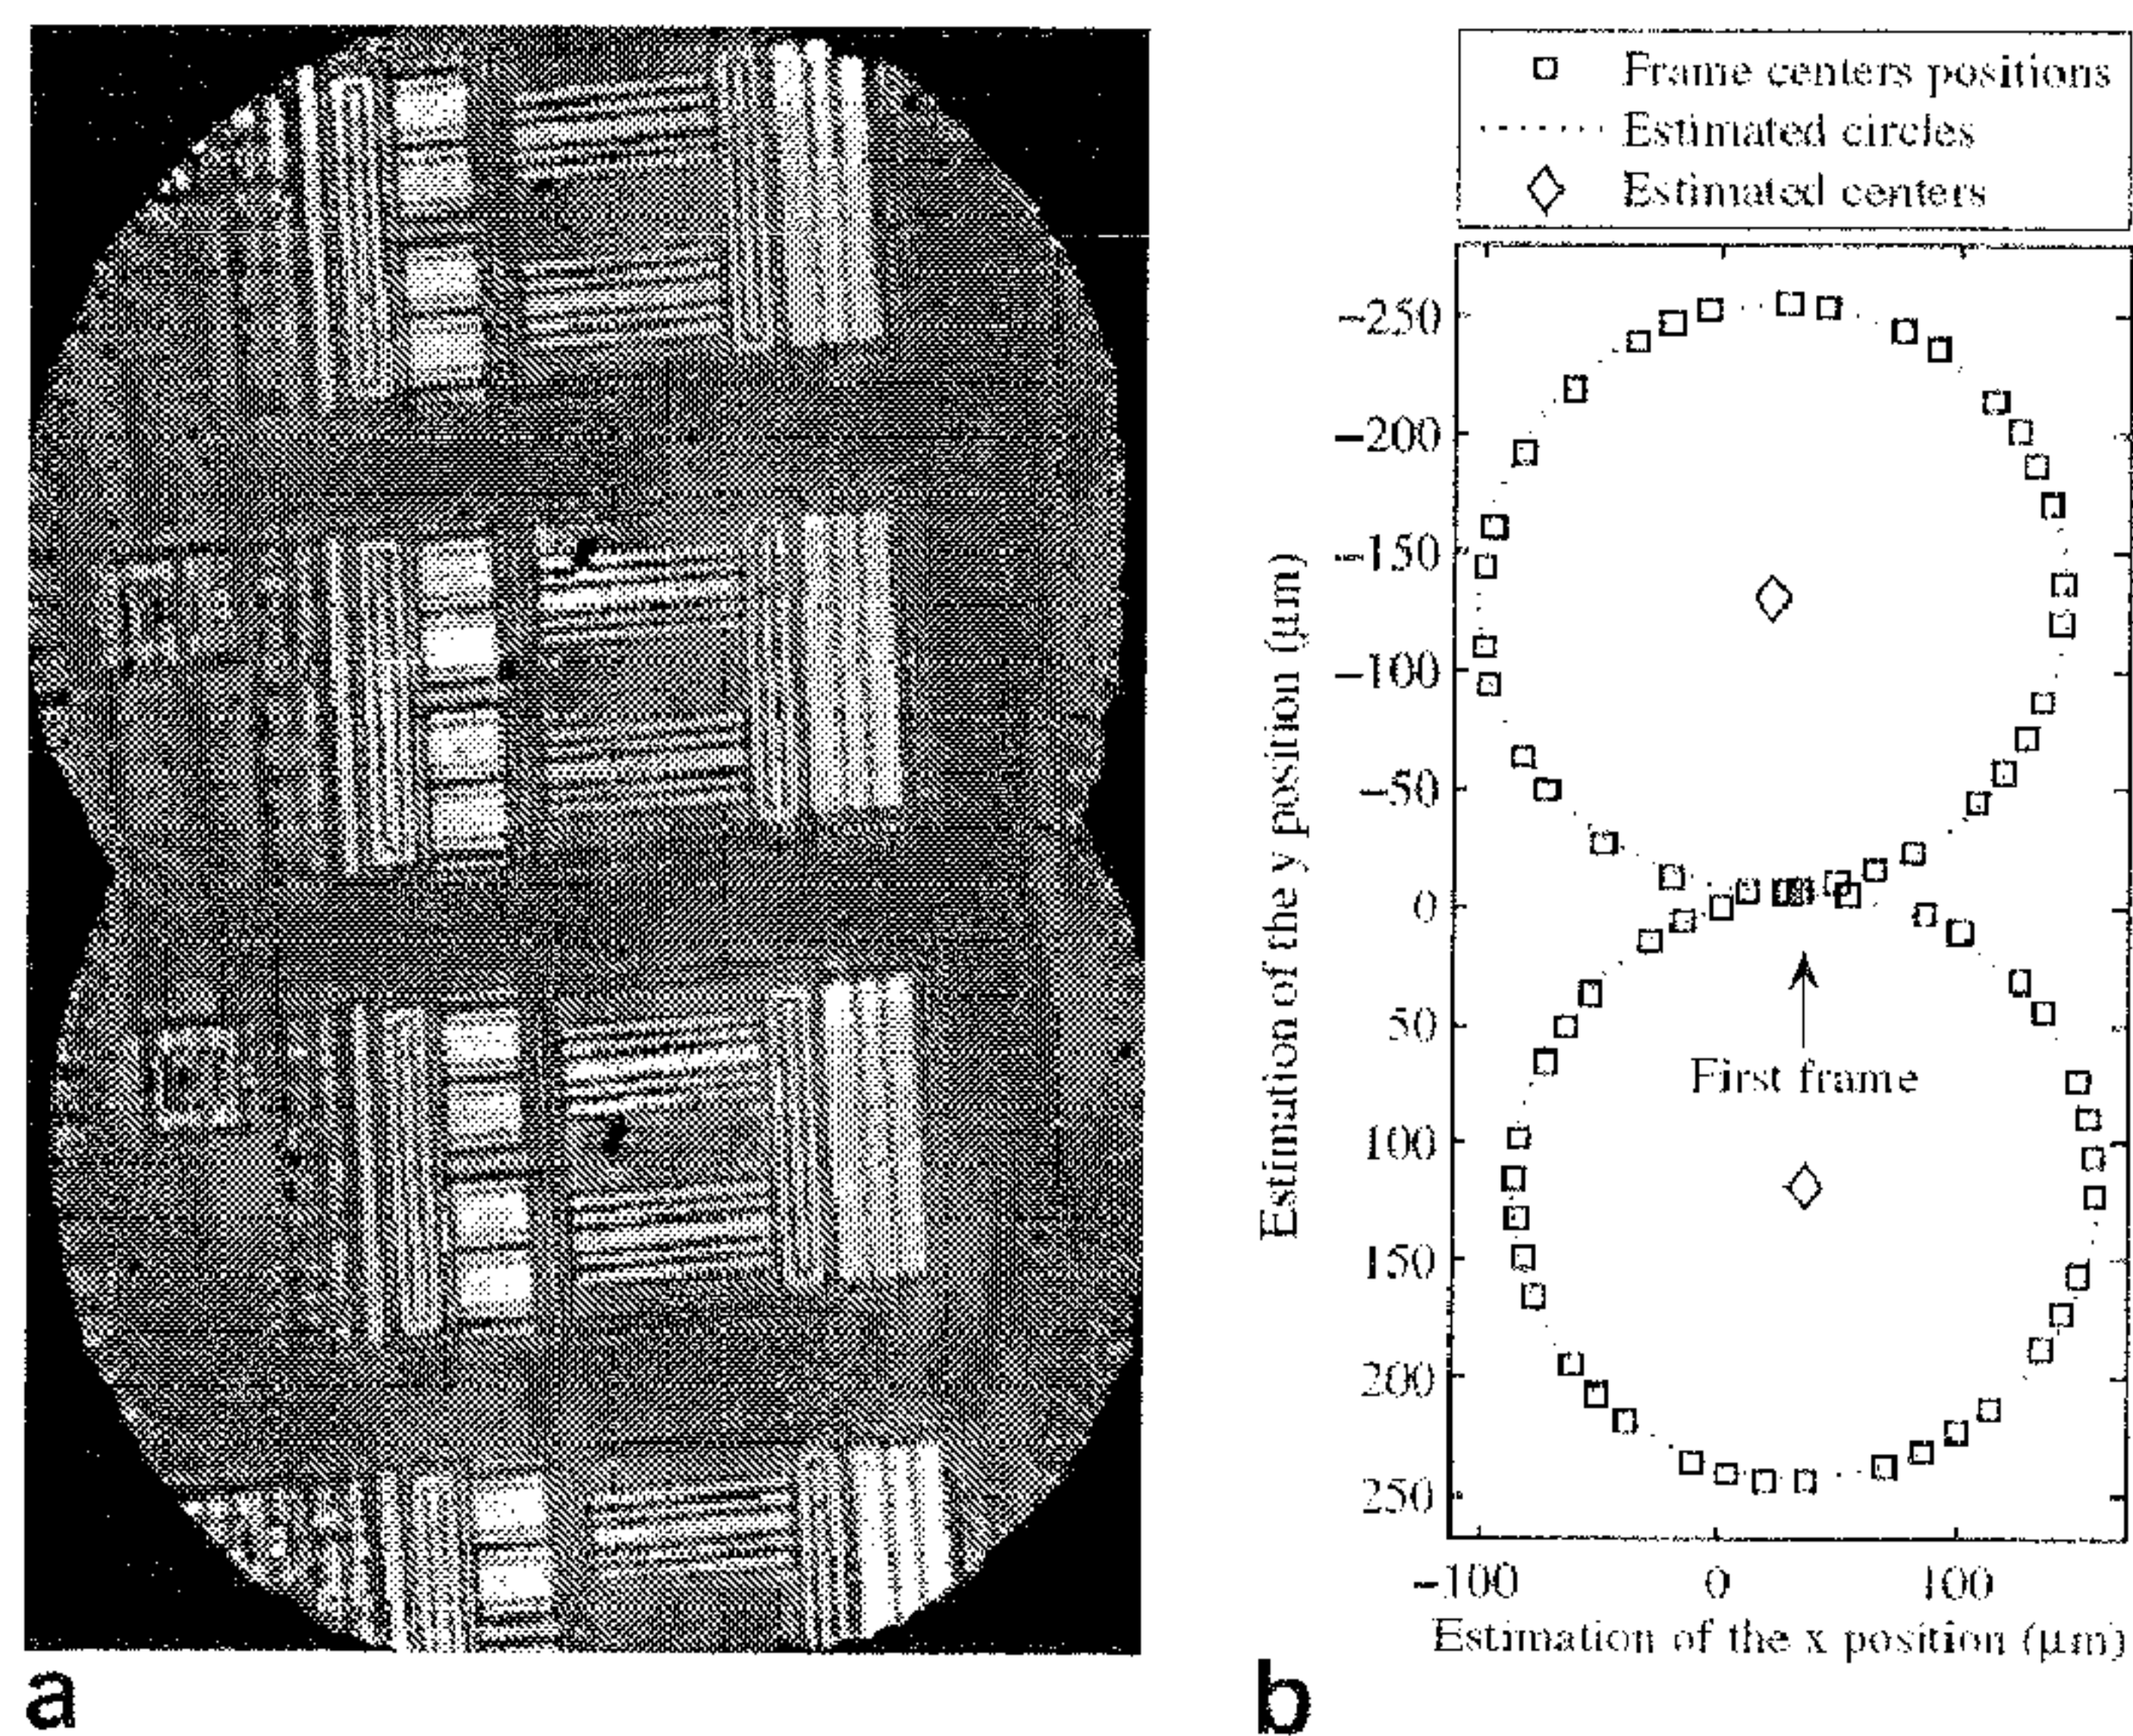 Frame centers positions
Estimated circles
Estimated centers
Estimation of the y position (μm)
−250
−200
−150
−100
−50
0
50
100
150
200
250
First frame
−100 0 100
Estimation of the x position (μm)
a b